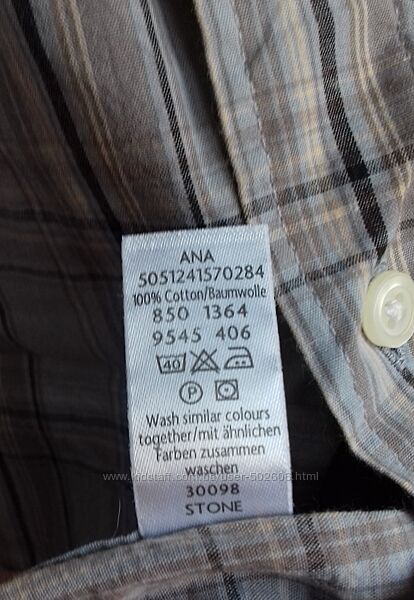 ANA
5051241570284
100% Cotton/Baumwolle
850 1364
9545 406
40
P
Wash similar colours
together/mit ähnlichen
Farben zusammen
waschen
30098
STONE